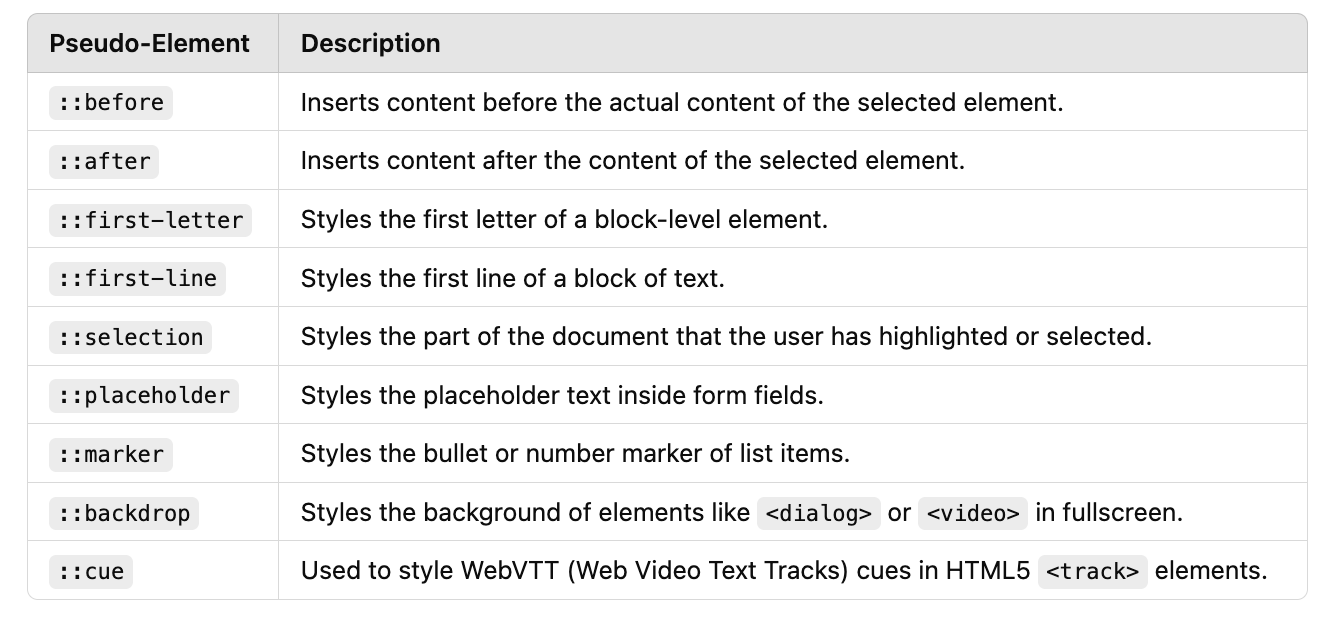 Pseudo-Element Description
::before Inserts content before the actual content of the selected element.
::after Inserts content after the content of the selected element.
::first-letter Styles the first letter of a block-level element.
::first-line Styles the first line of a block of text.
::selection Styles the part of the document that the user has highlighted or selected.
::placeholder Styles the placeholder text inside form fields.
::marker Styles the bullet or number marker of list items.
::backdrop Styles the background of elements like <dialog> or <video> in fullscreen.
::cue Used to style WebVTT (Web Video Text Tracks) cues in HTML5 <track> elements.